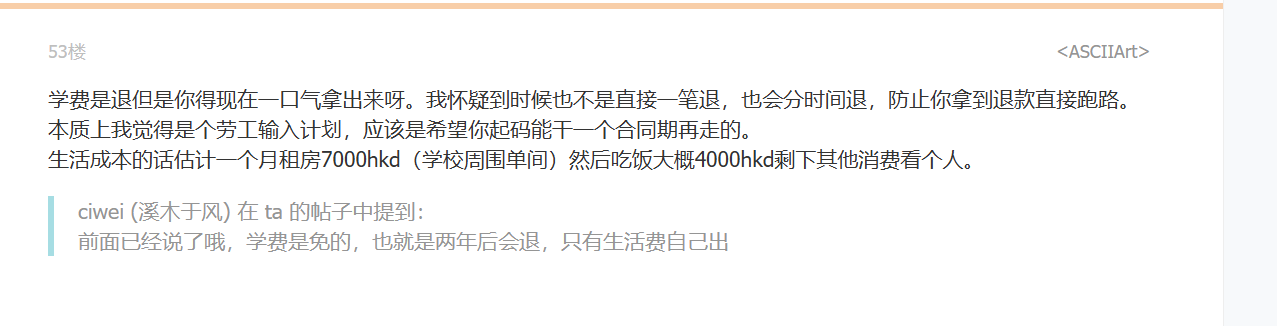 53楼
<ASCIIArt>
学费是退但是你得现在一口气拿出来呀。我怀疑到时候也不是直接一笔退，也会分时间退，防止你拿到退款直接跑路。
本质上我觉得是个劳工输入计划，应该是希望你起码能干一个合同期再走的。
生活成本的话估计一个月租房7000hkd（学校周围单间）然后吃饭大概4000hkd剩下其他消费看个人。
ciwei (溪木于风) 在 ta 的帖子中提到：
前面已经说了哦，学费是免的，也就是两年后会退，只有生活费自己出